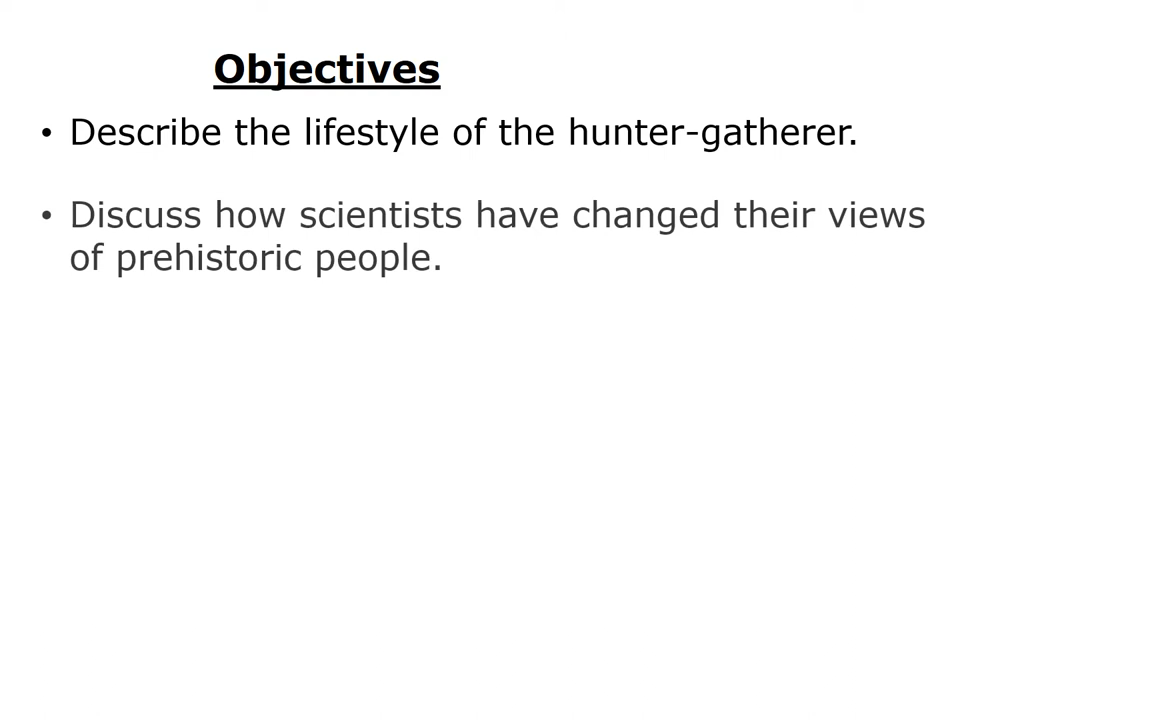 Objectives
• Describe the lifestyle of the hunter-gatherer.
• Discuss how scientists have changed their views
of prehistoric people.